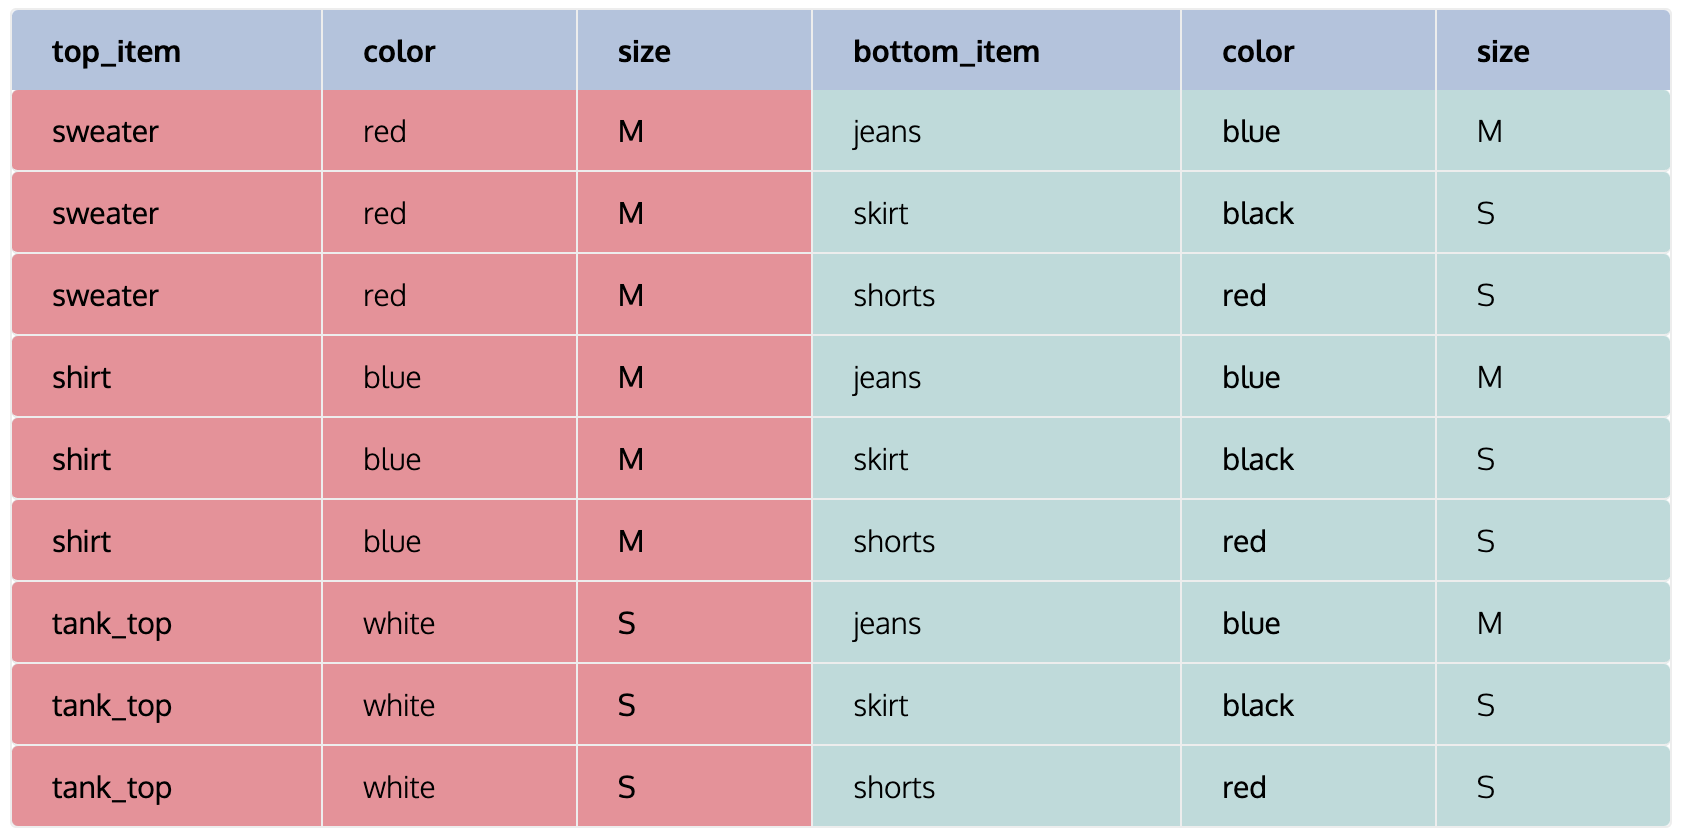 top_item color size bottom_item color size
sweater red M jeans blue M
sweater red M skirt black S
sweater red M shorts red S
shirt blue M jeans blue M
shirt blue M skirt black S
shirt blue M shorts red S
tank_top white S jeans blue M
tank_top white S skirt black S
tank_top white S shorts red S